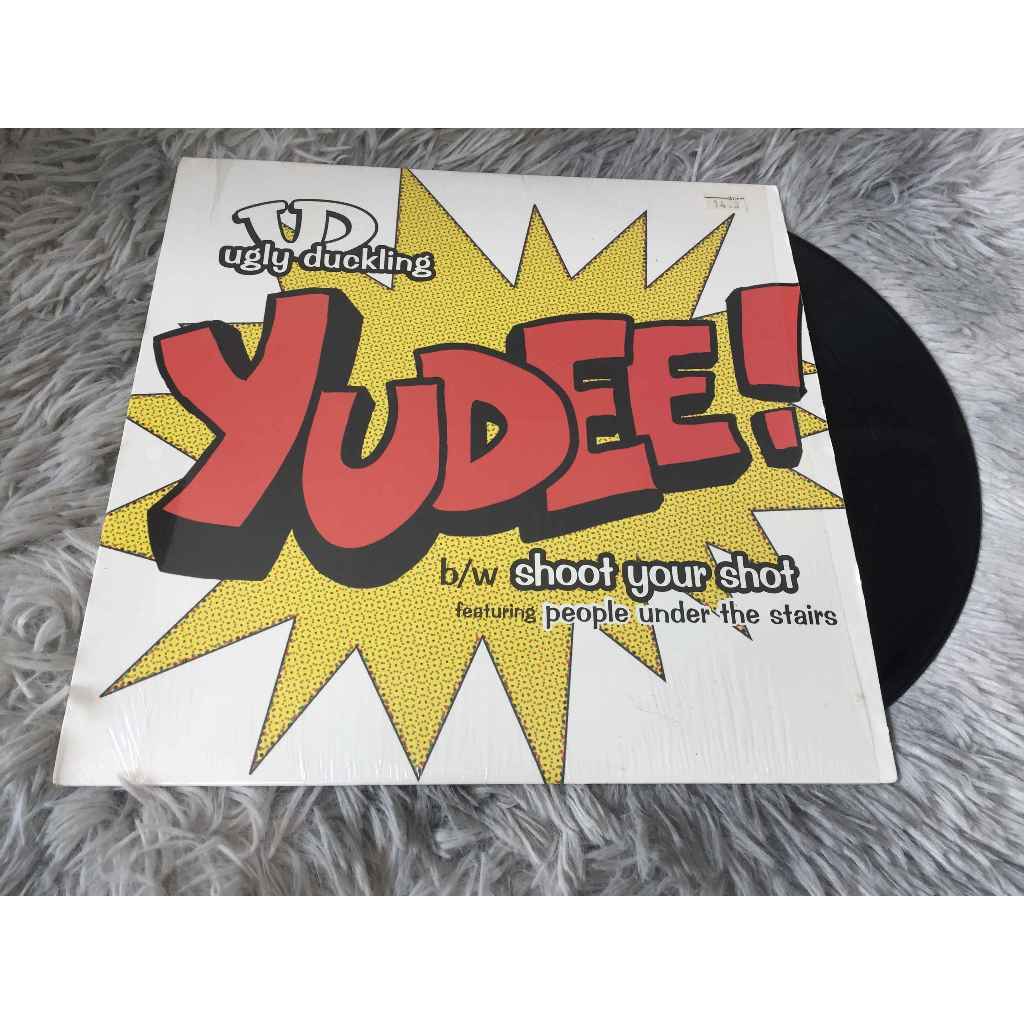 UD
ugly duckling
YUDEE!
b/w shoot your shot
featuring people under the stairs